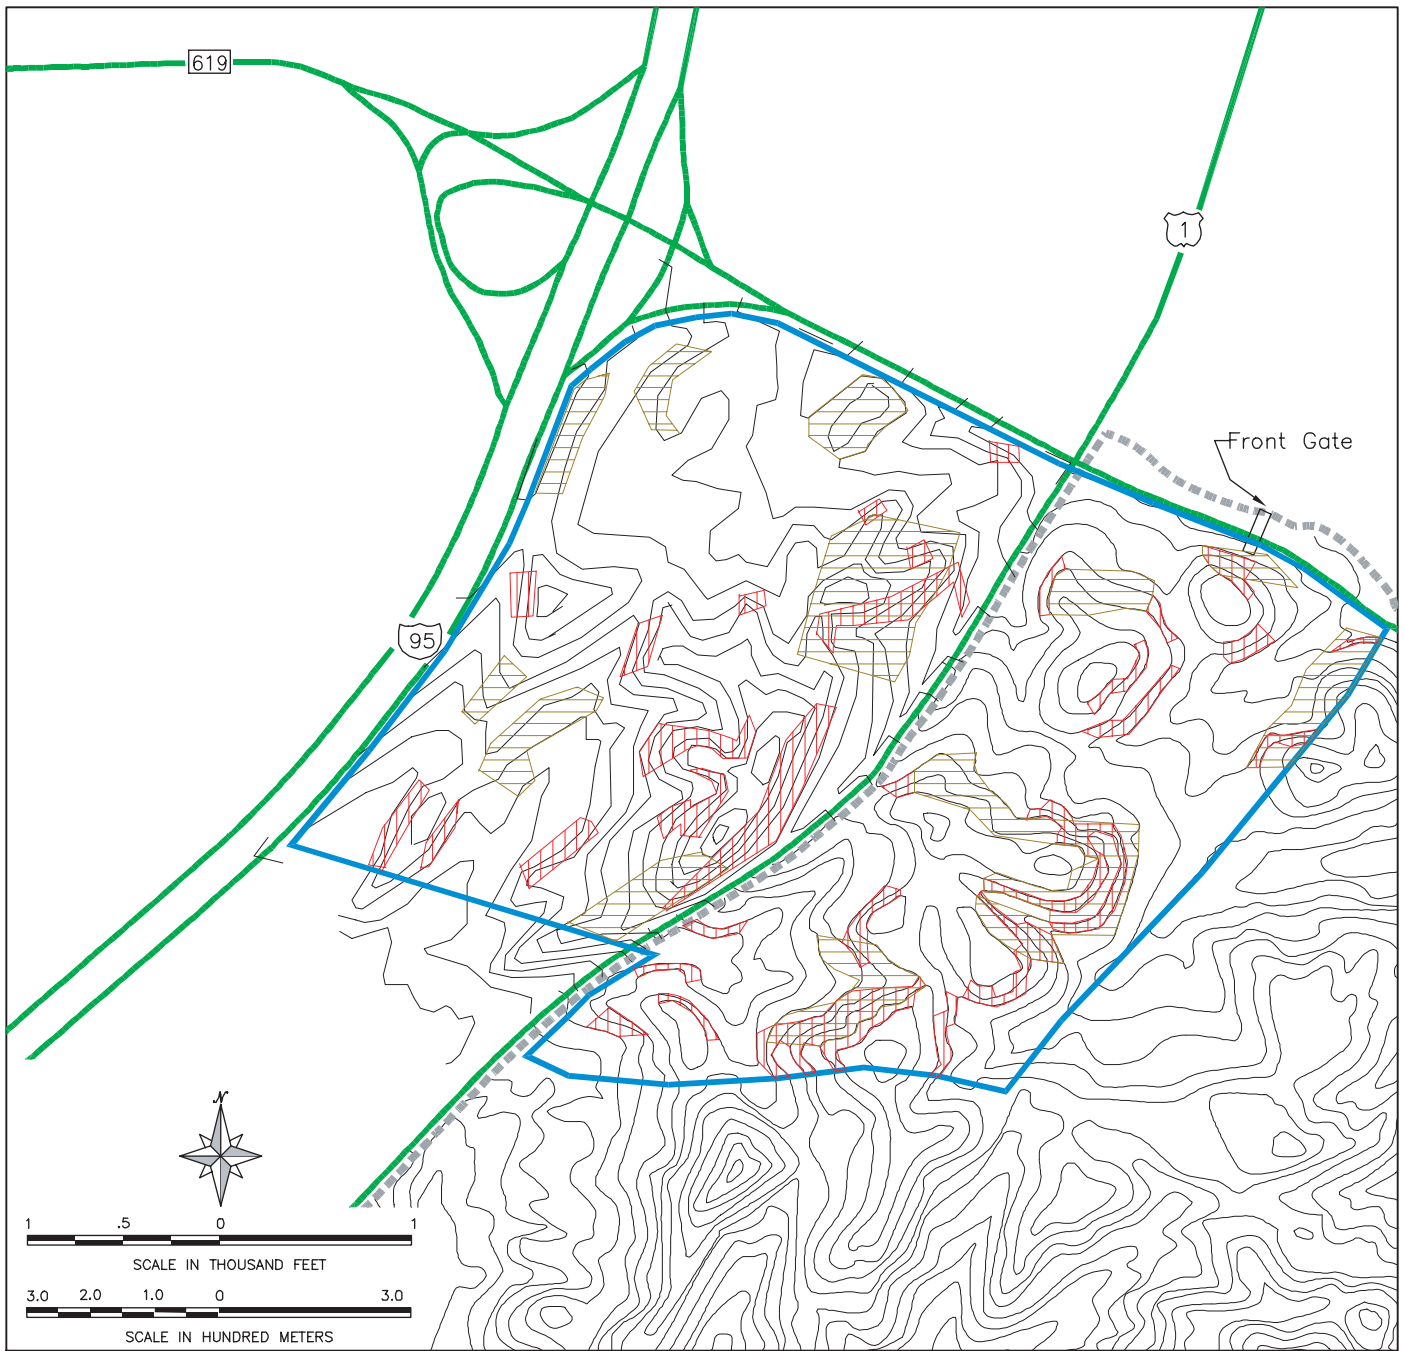 619
1
Front Gate
95
N
1 .5 0 1
SCALE IN THOUSAND FEET
3.0 2.0 1.0 0 3.0
SCALE IN HUNDRED METERS